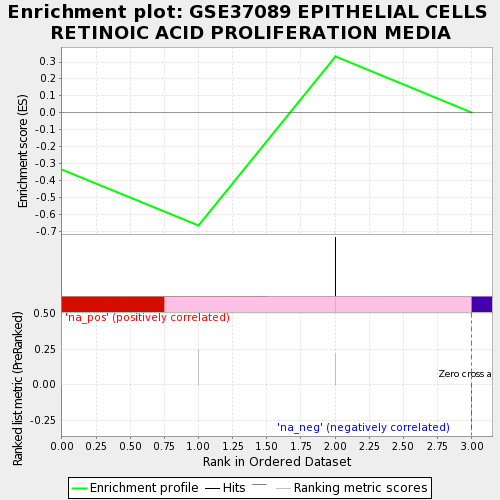 Enrichment plot: GSE37089 EPITHELIAL CELLS
RETINOIC ACID PROLIFERATION MEDIA
Enrichment score (ES)
0.3
0.2
0.1
0.0
-0.1
-0.2
-0.3
-0.4
-0.5
-0.6
-0.7
Ranked list metric (PreRanked)
0.50
0.25
0.00
-0.25
'na_pos' (positively correlated)
Zero cross a
'na_neg' (negatively correlated)
0.00 0.25 0.50 0.75 1.00 1.25 1.50 1.75 2.00 2.25 2.50 2.75 3.00
Rank in Ordered Dataset
Enrichment profile Hits Ranking metric scores